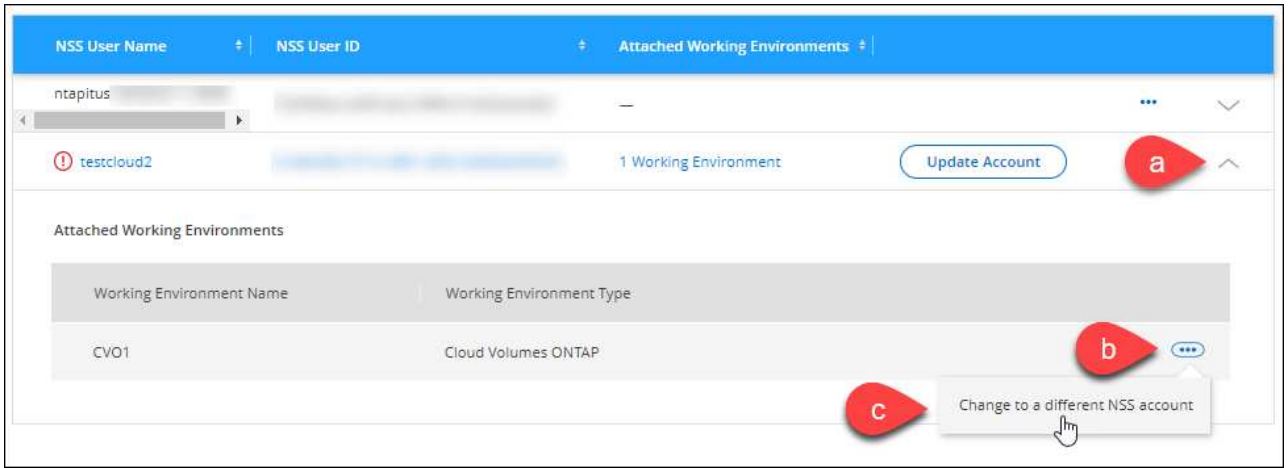 NSS User Name NSS User ID Attached Working Environments
ntapitus —
testcloud2 1 Working Environment Update Account a
Attached Working Environments
Working Environment Name Working Environment Type
CVO1 Cloud Volumes ONTAP b
c Change to a different NSS account